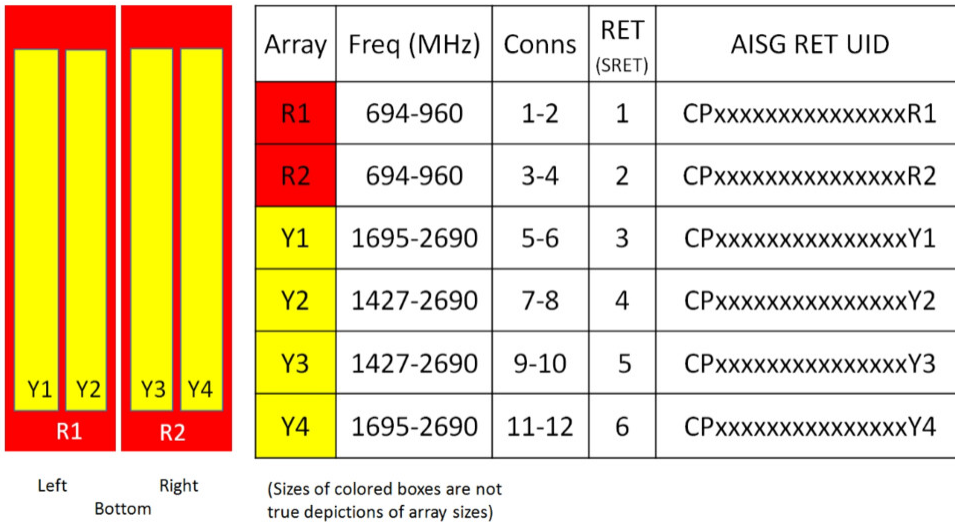 Y1 Y2 Y3 Y4
R1 R2
Left Right
Bottom
Array Freq (MHz) Conns RET (SRET) AISG RET UID
R1 694-960 1-2 1 CPxxxxxxxxxxxxxxxR1
R2 694-960 3-4 2 CPxxxxxxxxxxxxxxxR2
Y1 1695-2690 5-6 3 CPxxxxxxxxxxxxxxxY1
Y2 1427-2690 7-8 4 CPxxxxxxxxxxxxxxxY2
Y3 1427-2690 9-10 5 CPxxxxxxxxxxxxxxxY3
Y4 1695-2690 11-12 6 CPxxxxxxxxxxxxxxxY4
(Sizes of colored boxes are not
true depictions of array sizes)